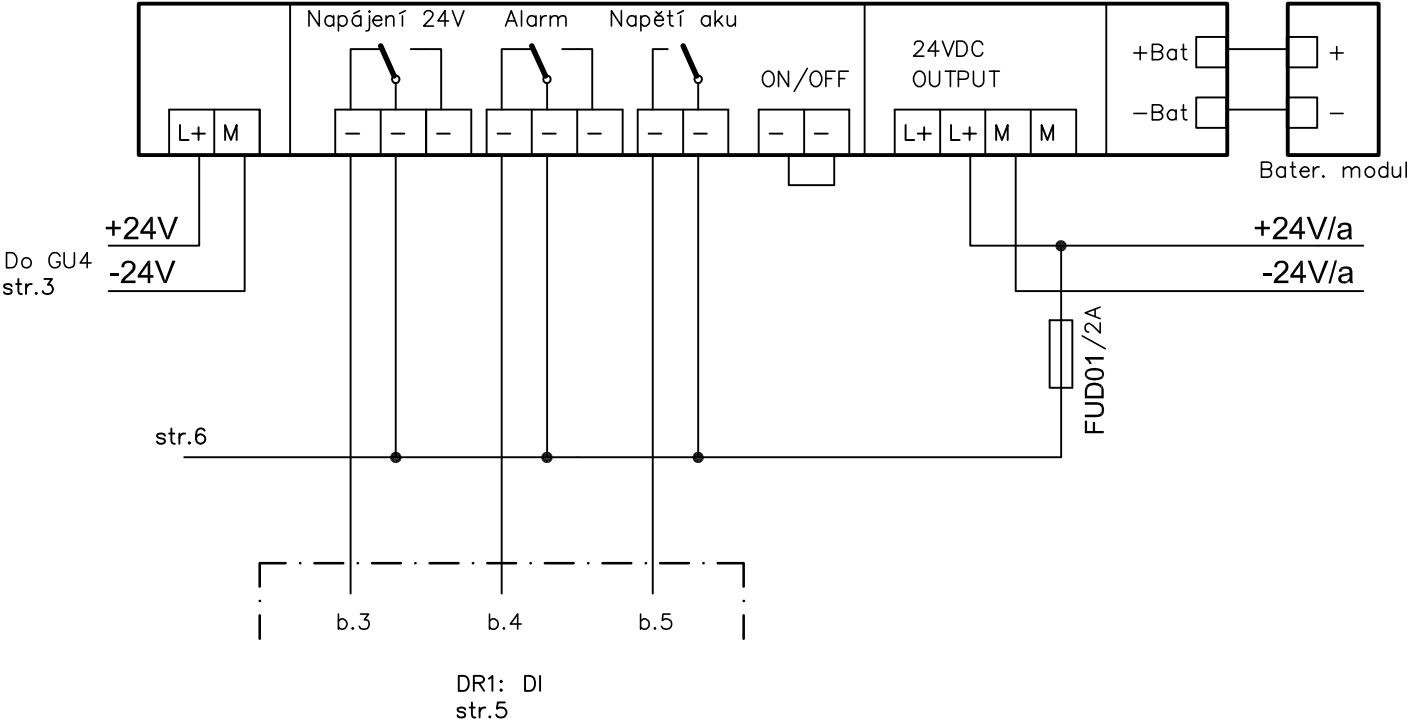 Napájení 24V
Alarm
Napětí aku
ON/OFF
24VDC
OUTPUT
+Bat
-Bat
+
-
L+ M
- - -
- - -
- -
- -
L+ L+ M M
Bater. modul
+24V
-24V
Do GU4
str.3
+24V/a
-24V/a
FUD01/2A
str.6
b.3
b.4
b.5
DR1: DI
str.5